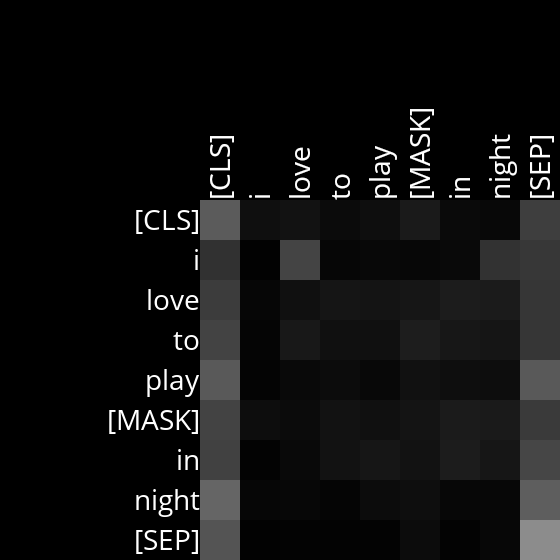 [CLS] i love to play [MASK] in night [SEP]
[CLS]
i
love
to
play
[MASK]
in
night
[SEP]